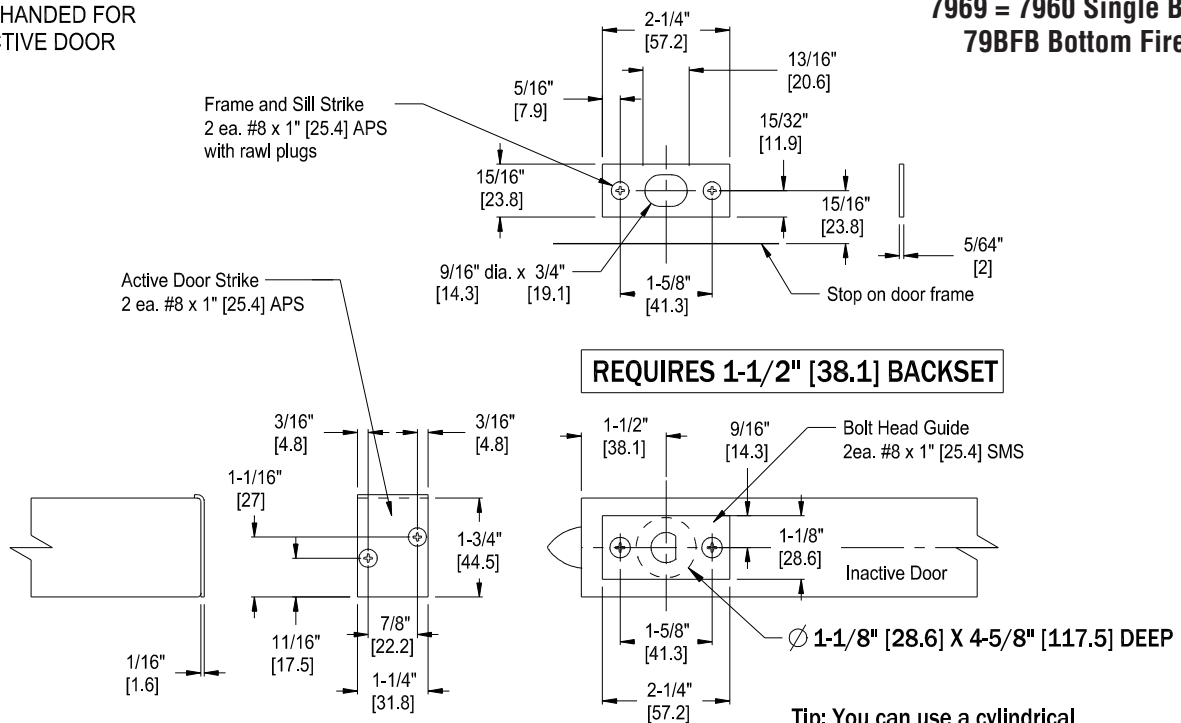 HANDED FOR
CTIVE DOOR
7969 = 7960 Single B
79BFB Bottom Fire
2-1/4"
[57.2]
13/16"
[20.6]
5/16"
[7.9]
Frame and Sill Strike
2 ea. #8 x 1" [25.4] APS
with rawl plugs
15/32"
[11.9]
15/16"
[23.8]
15/16"
[23.8]
5/64"
[2]
9/16" dia. x 3/4"
[14.3] [19.1]
1-5/8"
[41.3]
Stop on door frame
Active Door Strike
2 ea. #8 x 1" [25.4] APS
REQUIRES 1-1/2" [38.1] BACKSET
3/16"
[4.8]
3/16"
[4.8]
1-1/16"
[27]
1-3/4"
[44.5]
11/16"
[17.5]
7/8"
[22.2]
1-1/4"
[31.8]
1/16"
[1.6]
1-1/2"
[38.1]
9/16"
[14.3]
Bolt Head Guide
2ea. #8 x 1" [25.4] SMS
1-1/8"
[28.6]
Inactive Door
1-5/8"
[41.3]
∅ 1-1/8" [28.6] X 4-5/8" [117.5] DEEP
2-1/4"
[57.2]
Tip: You can use a cylindrical